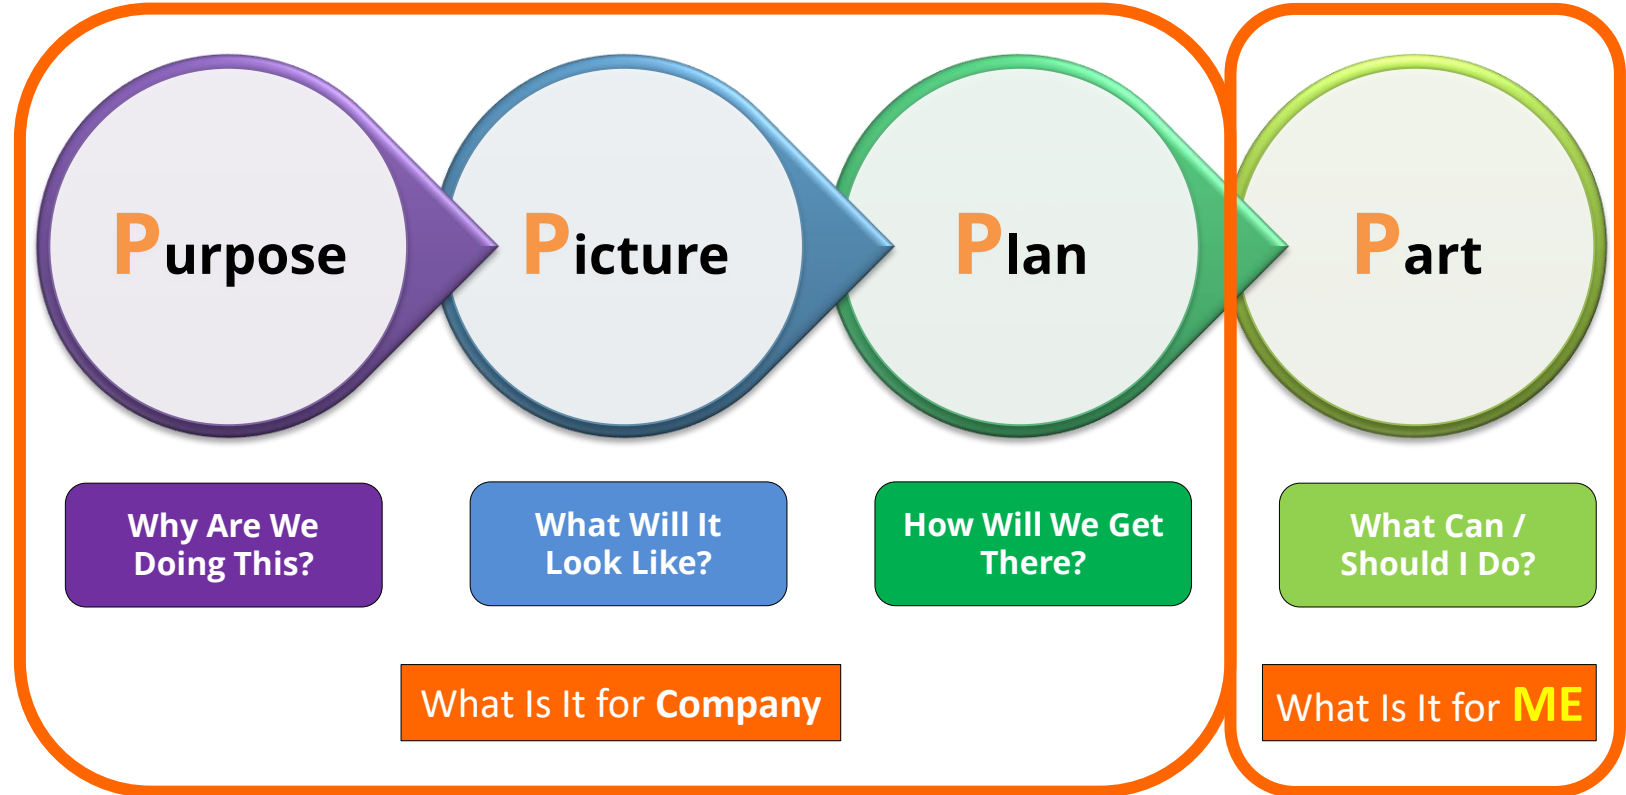 Purpose
Picture
Plan
Part
Why Are We
Doing This?
What Will It
Look Like?
How Will We Get
There?
What Can /
Should I Do?
What Is It for Company
What Is It for ME